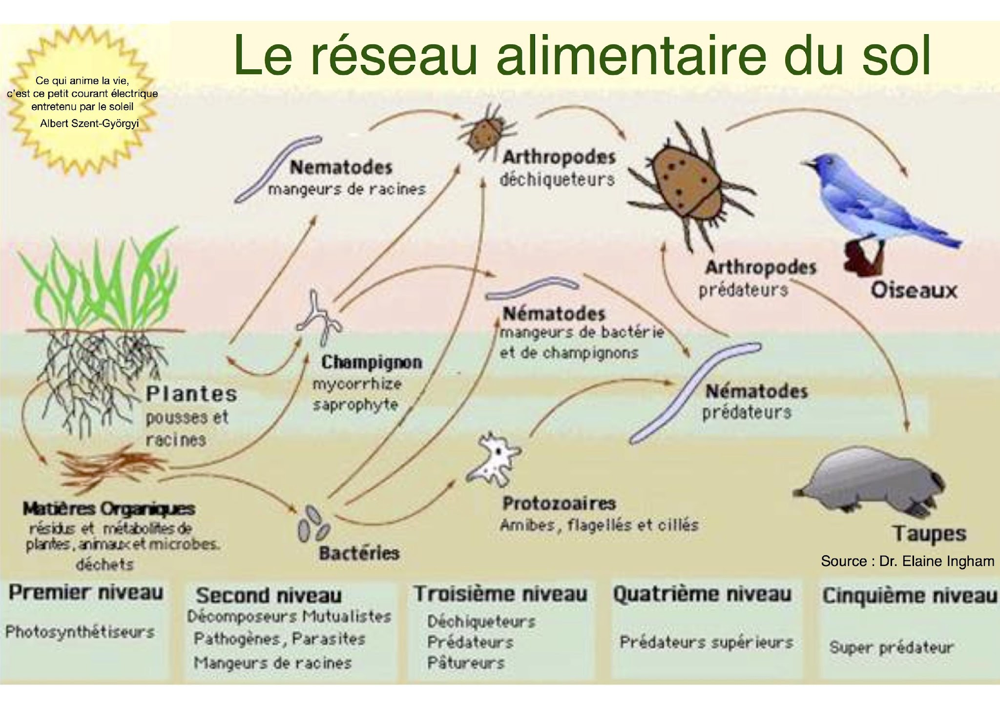 Le réseau alimentaire du sol
Ce qui anime la vie,
c'est ce petit courant électrique
entretenu par le soleil
Albert Szent-Györgyi
Nematodes
mangeurs de racines
Arthropodes
déchiqueteurs
Arthropodes
prédateurs
Oiseaux
Plantes
pousses et
racines
Champignon
mycorrhize
saprophyte
Nématodes
mangeurs de bactérie
et de champignons
Nématodes
prédateurs
Matières Organiques
résidus et métabolites de
plantes, animaux et microbes.
déchets
Bactéries
Protozoaires
Amibes, flagellés et cillés
Taupes
Source : Dr. Elaine Ingham
Premier niveau
Photosynthétiseurs
Second niveau
Décomposeurs Mutualistes
Pathogènes, Parasites
Mangeurs de racines
Troisième niveau
Déchiqueteurs
Prédateurs
Pâtureurs
Quatrième niveau
Prédateurs supérieurs
Cinquième niveau
Super prédateur